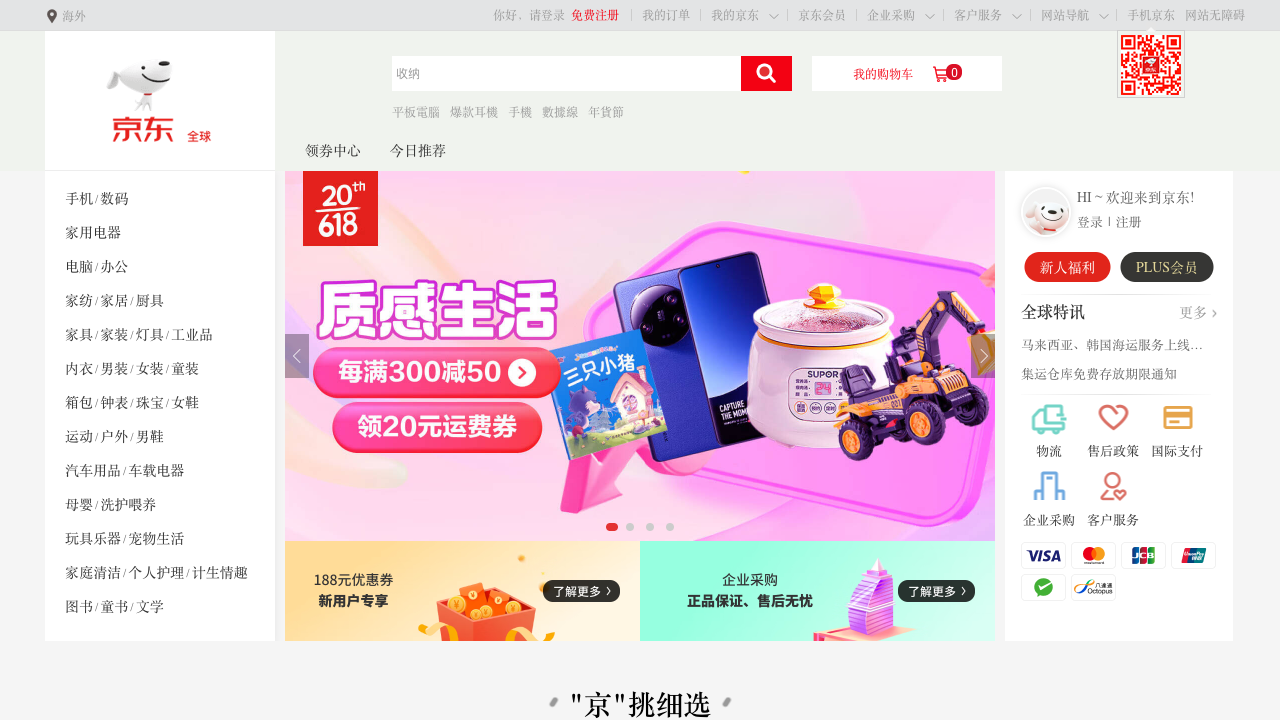 海外
你好，请登录 免费注册 我的订单 我的京东 京东会员 企业采购 客户服务 网站导航 手机京东 网站无障碍
京东 全球
收纳
我的购物车 0
平板電腦 爆款耳機 手機 數據線 年貨節
领券中心 今日推荐
手机/数码
家用电器
电脑/办公
家纺/家居/厨具
家具/家装/灯具/工业品
内衣/男装/女装/童装
箱包/钟表/珠宝/女鞋
运动/户外/男鞋
汽车用品/车载电器
母婴/洗护喂养
玩具乐器/宠物生活
家庭清洁/个人护理/计生情趣
图书/童书/文学
20th
618
质感生活
每满300减50
领20元运费券
三只小猪
CAPTURE
THE MOMENT
SUPOR
188元优惠券
新用户专享
了解更多
企业采购
正品保证、售后无忧
了解更多
HI ~ 欢迎来到京东!
登录 | 注册
新人福利 PLUS会员
全球特讯 更多
马来西亚、韩国海运服务上线...
集运仓库免费存放期限通知
物流 售后政策 国际支付
企业采购 客户服务
VISA mastercard JCB UnionPay
八達通 Octopus
"京"挑细选